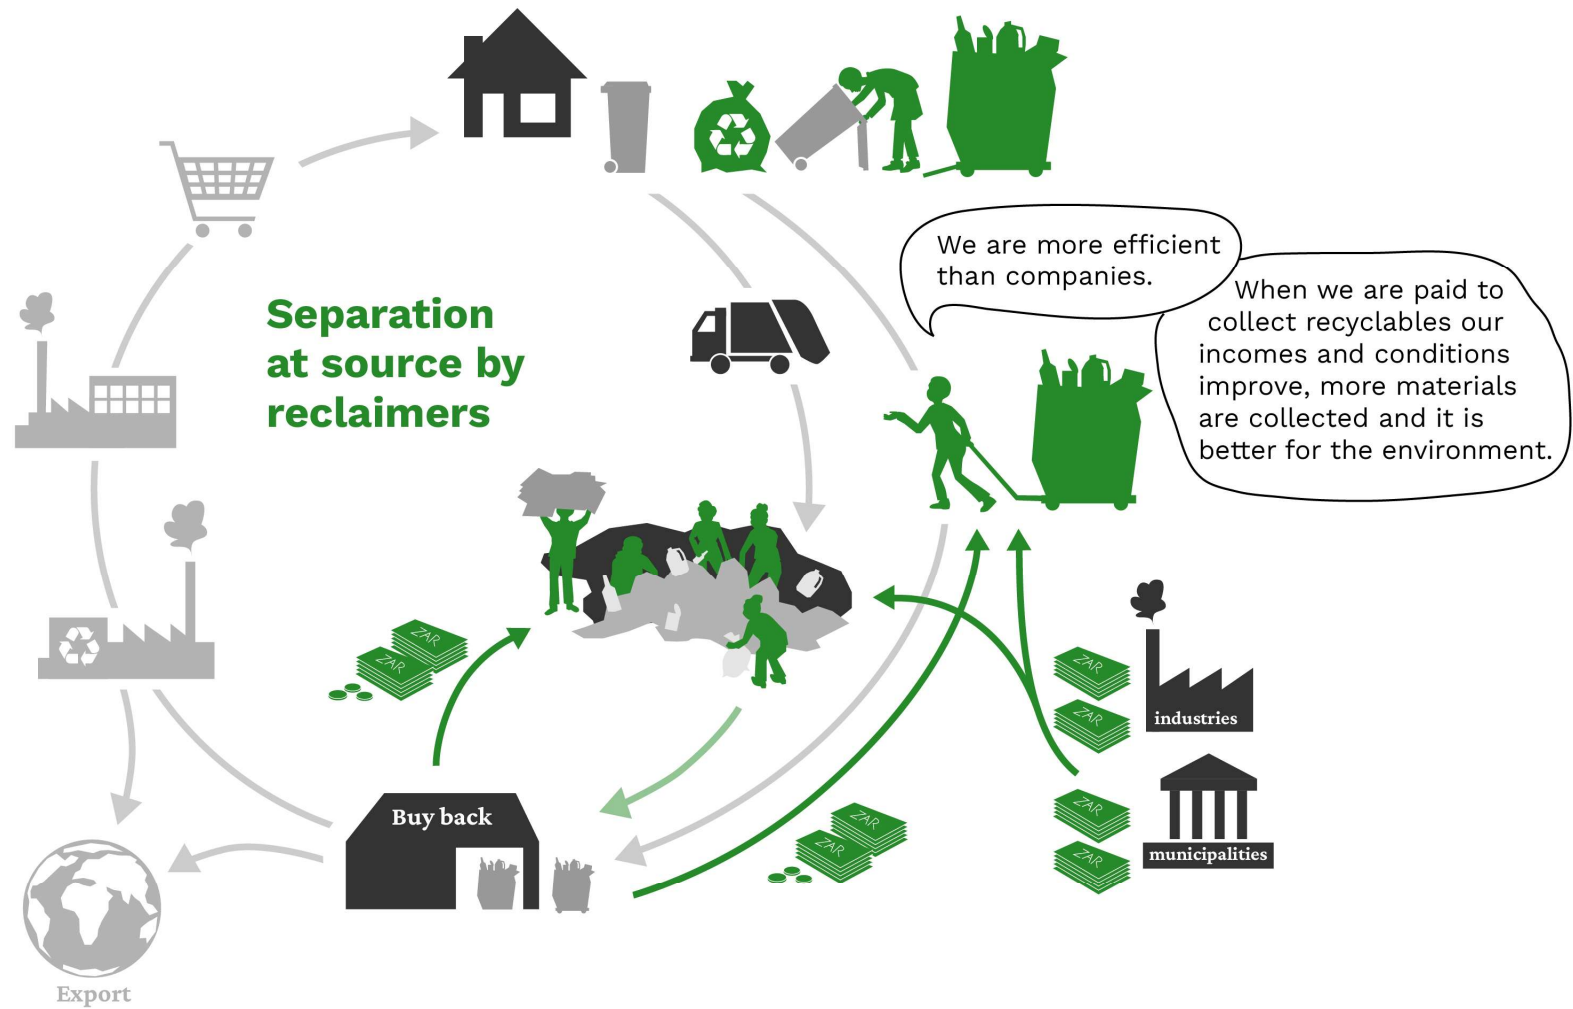 We are more efficient
than companies.
When we are paid to
collect recyclables our
incomes and conditions
improve, more materials
are collected and it is
better for the environment.
Separation
at source by
reclaimers
ZAR
ZAR
ZAR
ZAR
industries
Buy back
ZAR
ZAR
ZAR
ZAR
municipalities
Export